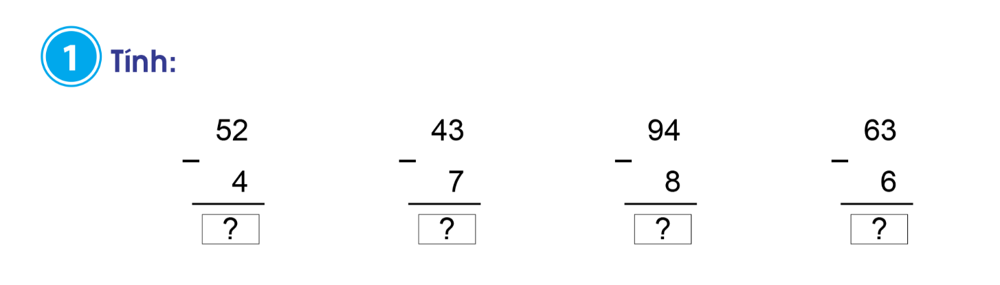 1 Tính:
52 43 94 63
– – – –
4 7 8 6
? ? ? ?